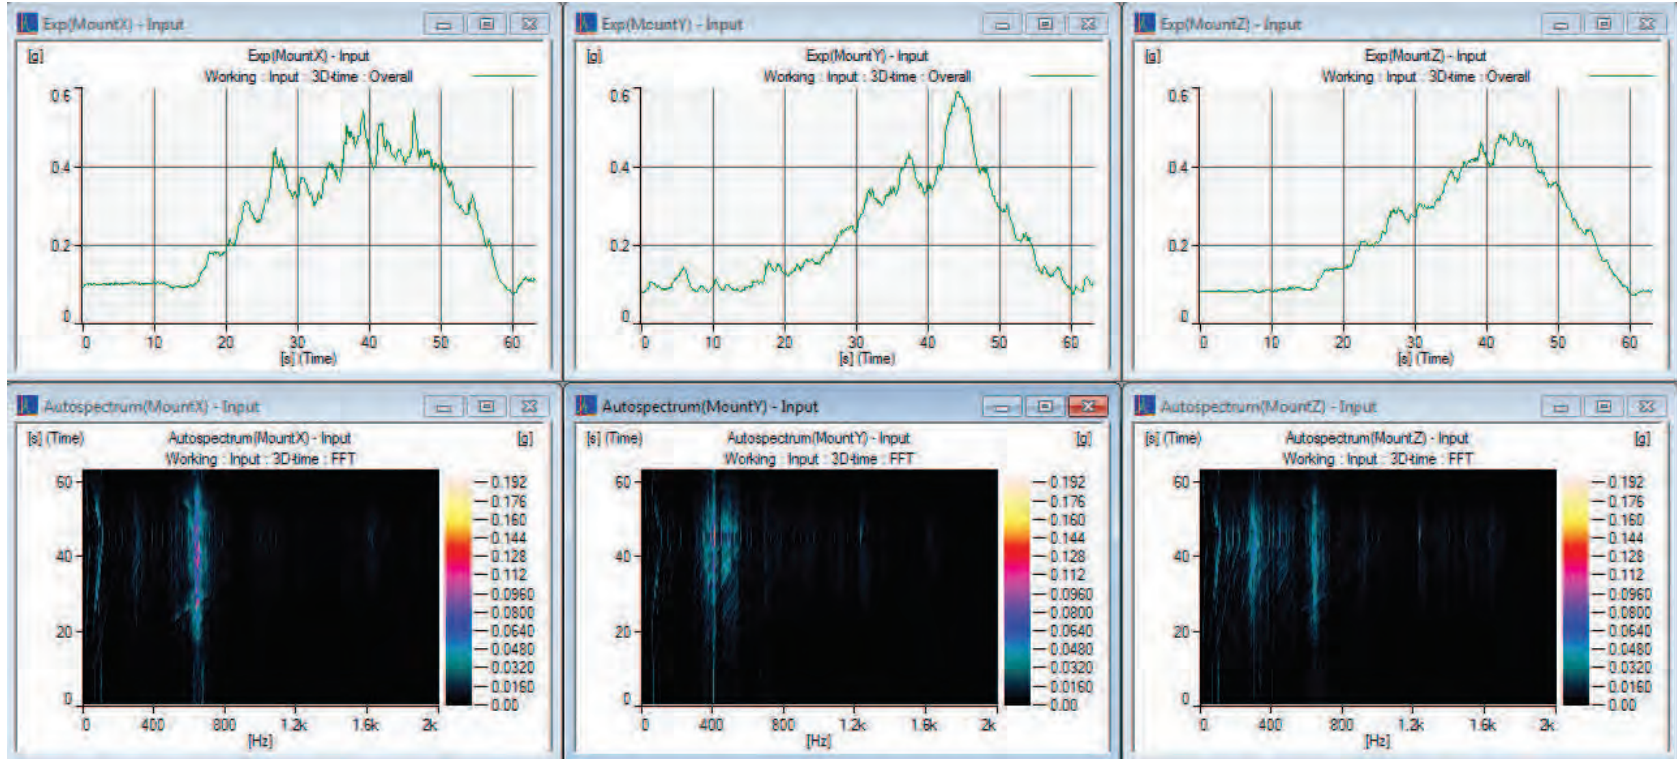 Exp(MountX) - Input
[g]
Exp(MountX) - Input
Working : Input : 3D-time : Overall
0.6
0.4
0.2
0
0 10 20 30 40 50 60
[s] (Time)
Exp(MountY) - Input
[g]
Exp(MountY) - Input
Working : Input : 3D-time : Overall
0.6
0.4
0.2
0
0 10 20 30 40 50 60
[s] (Time)
Exp(MountZ) - Input
[g]
Exp(MountZ) - Input
Working : Input : 3D-time : Overall
0.6
0.4
0.2
0
0 10 20 30 40 50 60
[s] (Time)
Autospectrum(MountX) - Input
[s] (Time) Autospectrum(MountX) - Input [g]
Working : Input : 3D-time : FFT
60
40
20
0
0 400 800 1.2k 1.6k 2k
[Hz]
0.192
0.176
0.160
0.144
0.128
0.112
0.0960
0.0800
0.0640
0.0480
0.0320
0.0160
0.00
Autospectrum(MountY) - Input
[s] (Time) Autospectrum(MountY) - Input [g]
Working : Input : 3D-time : FFT
60
40
20
0
0 400 800 1.2k 1.6k 2k
[Hz]
0.192
0.176
0.160
0.144
0.128
0.112
0.0960
0.0800
0.0640
0.0480
0.0320
0.0160
0.00
Autospectrum(MountZ) - Input
[s] (Time) Autospectrum(MountZ) - Input [g]
Working : Input : 3D-time : FFT
60
40
20
0
0 400 800 1.2k 1.6k 2k
[Hz]
0.192
0.176
0.160
0.144
0.128
0.112
0.0960
0.0800
0.0640
0.0480
0.0320
0.0160
0.00